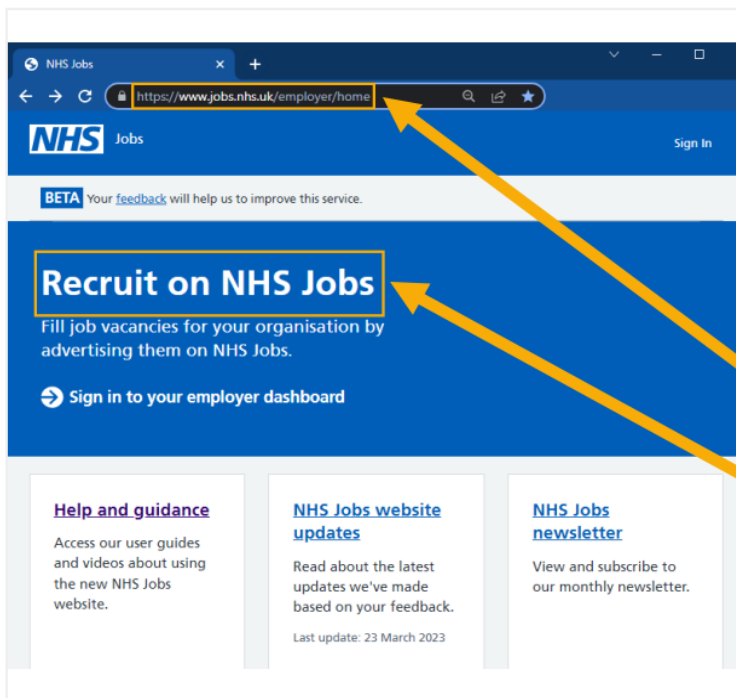 NHS Jobs
https://www.jobs.nhs.uk/employer/home
NHS Jobs
Sign In
BETA Your feedback will help us to improve this service.
Recruit on NHS Jobs
Fill job vacancies for your organisation by
advertising them on NHS Jobs.
Sign in to your employer dashboard
Help and guidance
Access our user guides
and videos about using
the new NHS Jobs
website.
NHS Jobs website
updates
Read about the latest
updates we've made
based on your feedback.
Last update: 23 March 2023
NHS Jobs
newsletter
View and subscribe to
our monthly newsletter.